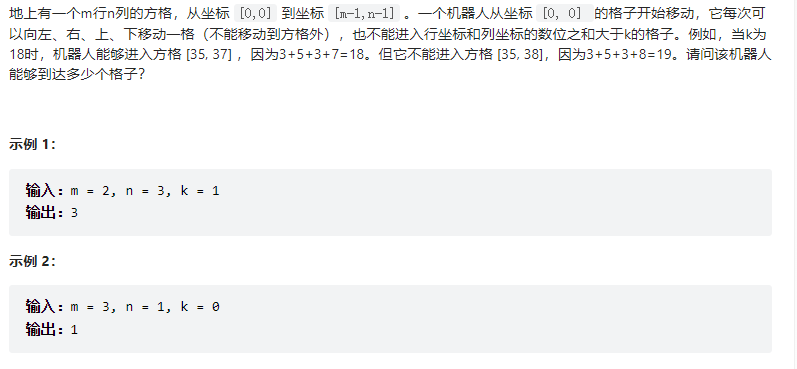 地上有一个m行n列的方格，从坐标 [0,0] 到坐标 [m-1,n-1] 。一个机器人从坐标 [0, 0] 的格子开始移动，它每次可
以向左、右、上、下移动一格（不能移动到方格外），也不能进入行坐标和列坐标的数位之和大于k的格子。例如，当k为
18时，机器人能够进入方格 [35, 37] ，因为3+5+3+7=18。但它不能进入方格 [35, 38]，因为3+5+3+8=19。请问该机器人
能够到达多少个格子？
示例 1：
输入：m = 2, n = 3, k = 1
输出：3
示例 2：
输入：m = 3, n = 1, k = 0
输出：1